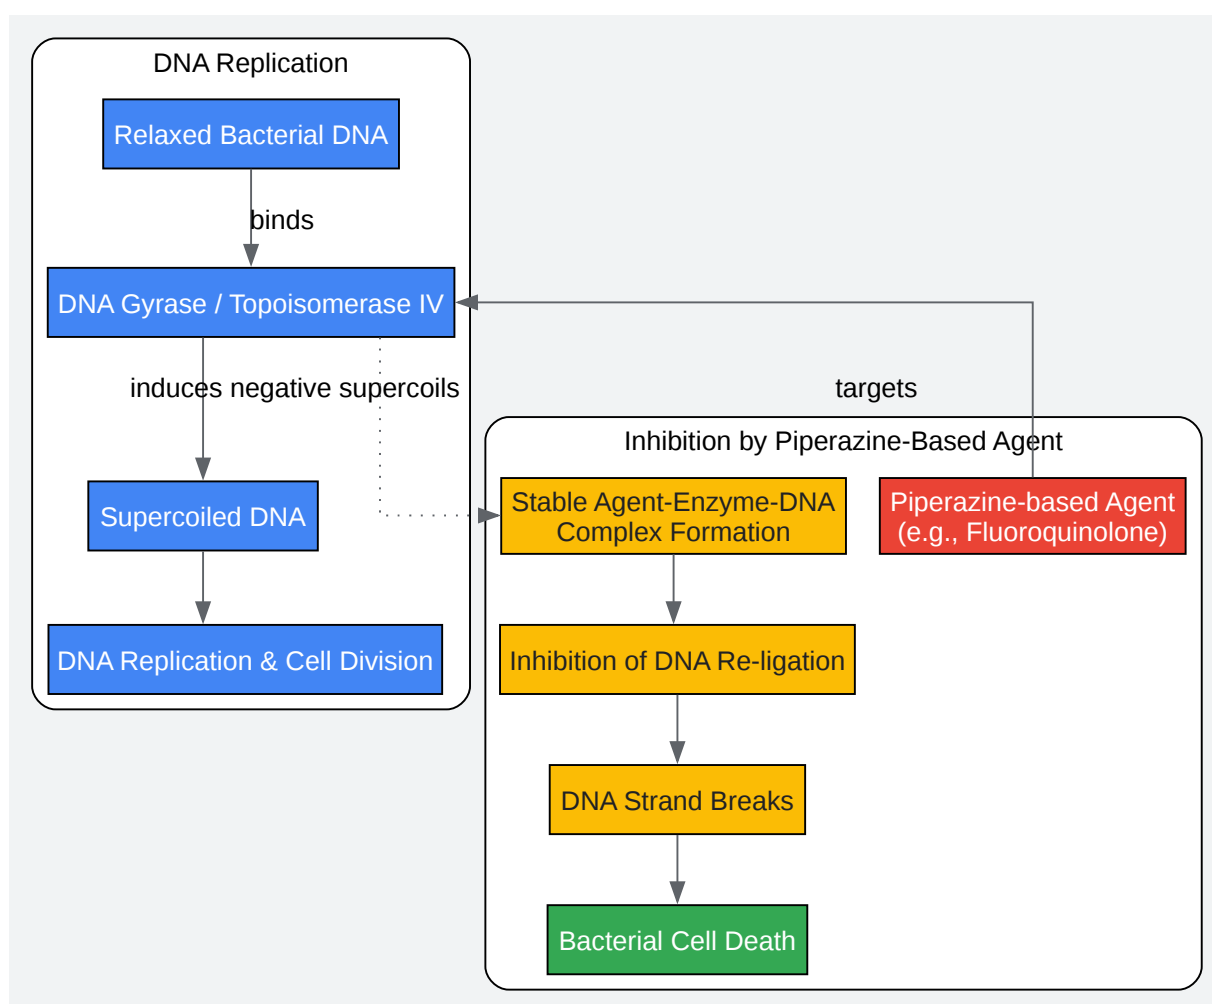 DNA Replication
Relaxed Bacterial DNA
binds
DNA Gyrase / Topoisomerase IV
induces negative supercoils
targets
Inhibition by Piperazine-Based Agent
Stable Agent-Enzyme-DNA
Complex Formation
Piperazine-based Agent
(e.g., Fluoroquinolone)
Supercoiled DNA
DNA Replication & Cell Division
Inhibition of DNA Re-ligation
DNA Strand Breaks
Bacterial Cell Death